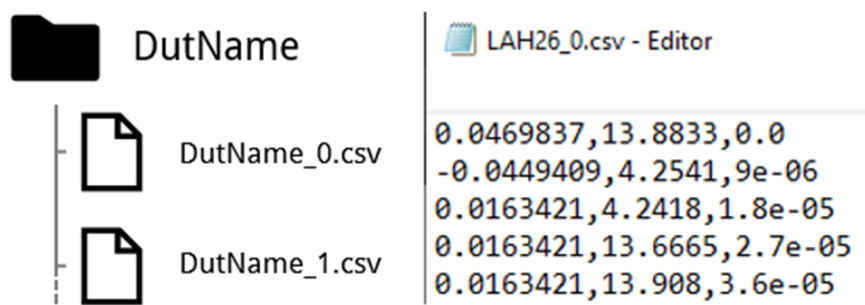 DutName
DutName_0.csv
DutName_1.csv
LAH26_0.csv - Editor
0.0469837,13.8833,0.0
-0.0449409,4.2541,9e-06
0.0163421,4.2418,1.8e-05
0.0163421,13.6665,2.7e-05
0.0163421,13.908,3.6e-05